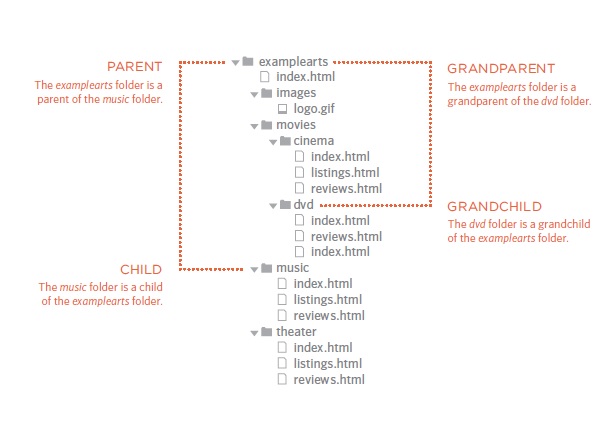 PARENT
The examplearts folder is a
parent of the music folder.
examplearts
index.html
images
logo.gif
movies
cinema
index.html
listings.html
reviews.html
dvd
index.html
reviews.html
index.html
music
index.html
listings.html
reviews.html
theater
index.html
listings.html
reviews.html
GRANDPARENT
The examplearts folder is a
grandparent of the dvd folder.
GRANDCHILD
The dvd folder is a grandchild
of the examplearts folder.
CHILD
The music folder is a child
of the examplearts folder.